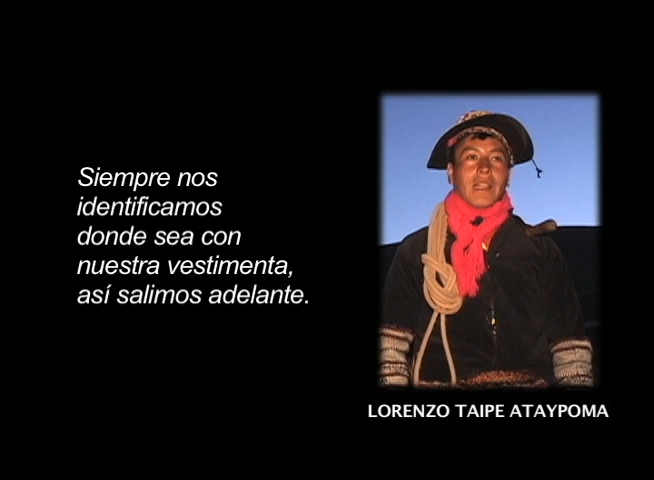 Siempre nos
identificamos
donde sea con
nuestra vestimenta,
así salimos adelante.
LORENZO TAIPE ATAYPOMA